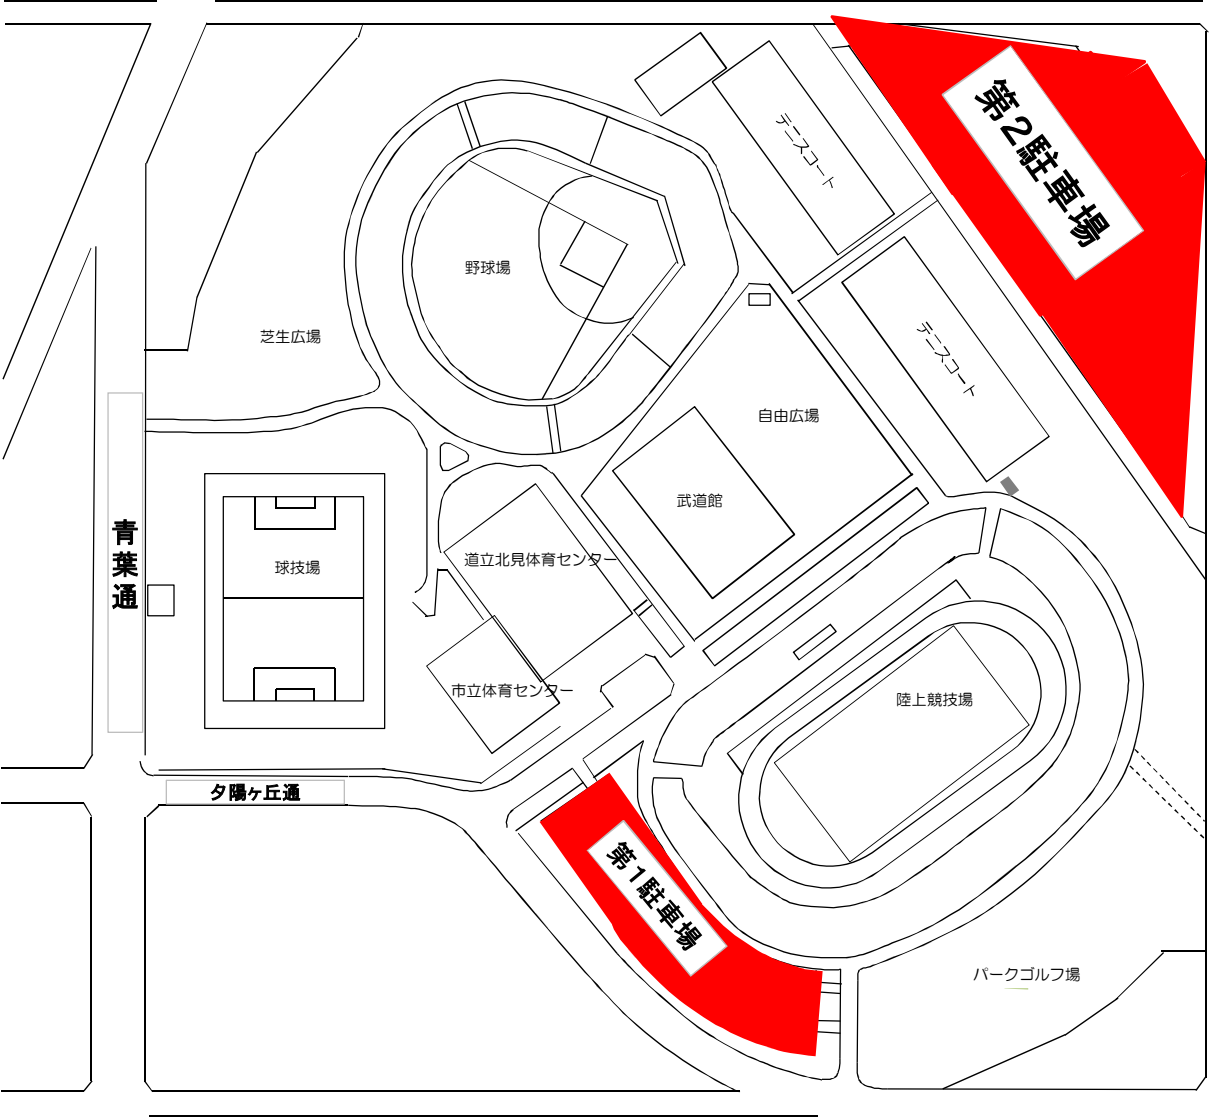 第2駐車場
テニスコート
野球場
芝生広場
テニスコート
自由広場
武道館
青葉通
球技場
道立北見体育センター
市立体育センター
陸上競技場
夕陽ヶ丘通
第1駐車場
パークゴルフ場